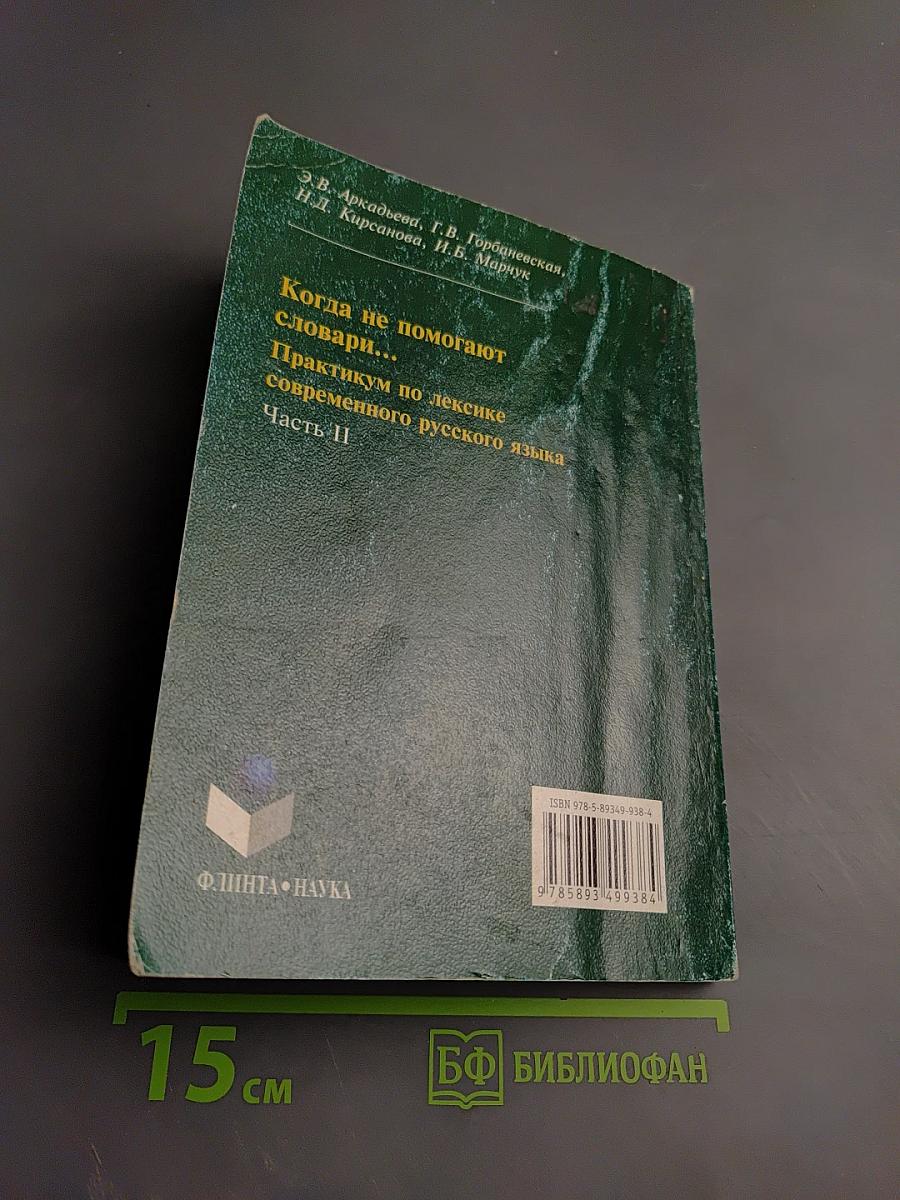 Э.В. Аркадьева, Г.В. Горбаневская,
Н.Д. Кирсанова, И.Б. Марчук
Когда не помогают
словари...
Практикум по лексике
современного русского языка
Часть II
ФЛИНТА•НАУКА
ISBN 978-5-89349-938-4
9 785893 499384
15 см
БФ БИБЛИОФАН